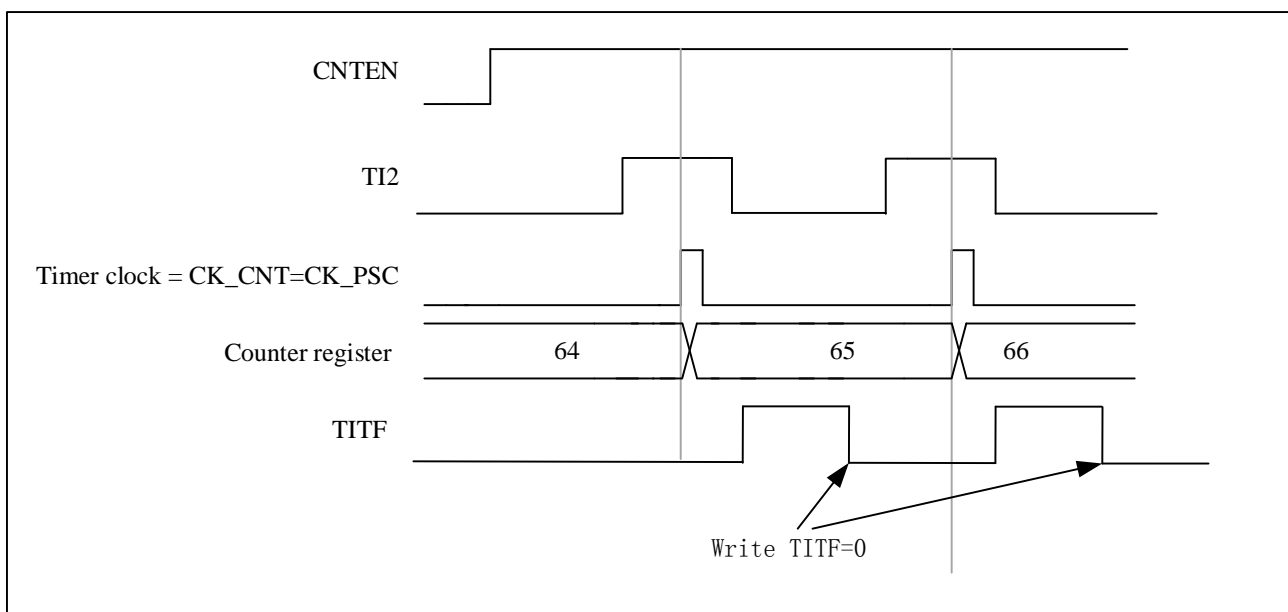 CNTEN
TI2
Timer clock = CK_CNT=CK_PSC
Counter register 64 65 66
TITF
Write TITF=0